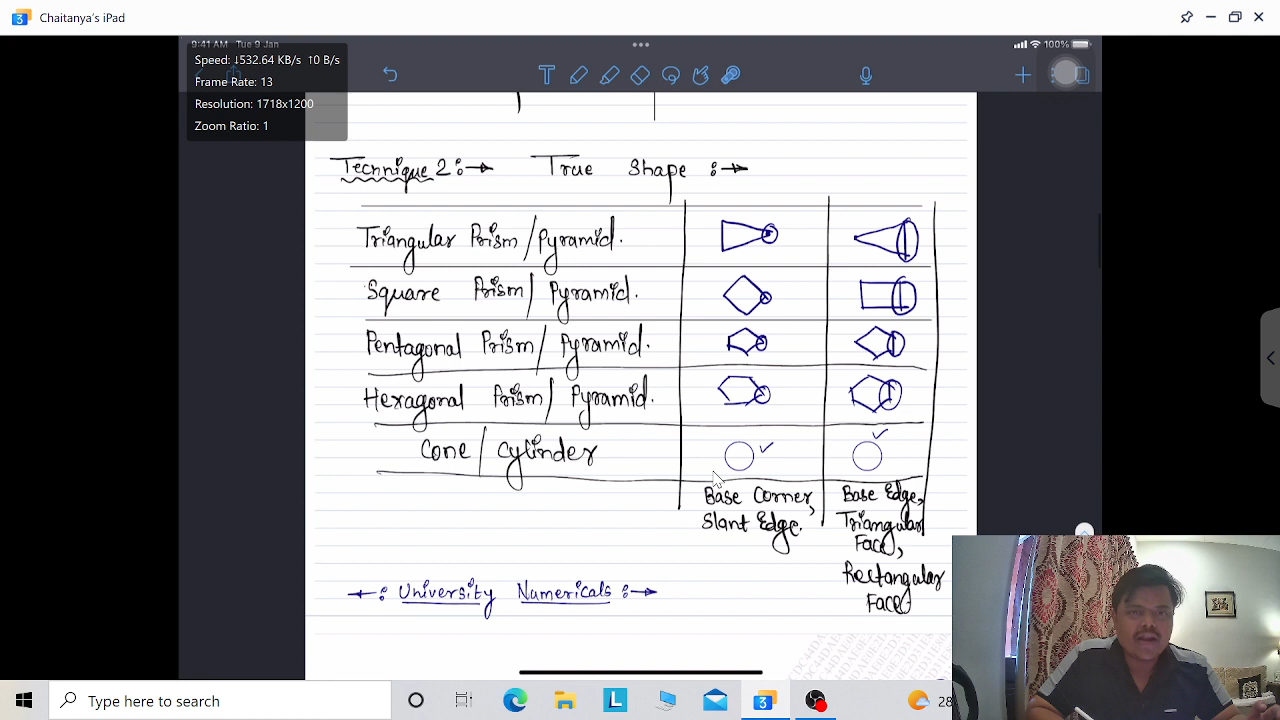 Chaitanya's iPad
9:41 AM Tue 9 Jan
100%
Speed: ↓532.64 KB/s ↑0 B/s
Frame Rate: 13
Resolution: 1718x1200
Zoom Ratio: 1
Technique 2:→ True Shape :→
Triangular Prism/Pyramid.
Square Prism/Pyramid.
Pentagonal Prism/Pyramid.
Hexagonal Prism/Pyramid.
Cone/Cylinder
Base Corner,
Slant Edge.
Base Edge,
Triangular
Face,
Rectangular
Face
←: University Numericals :→
Type here to search
28